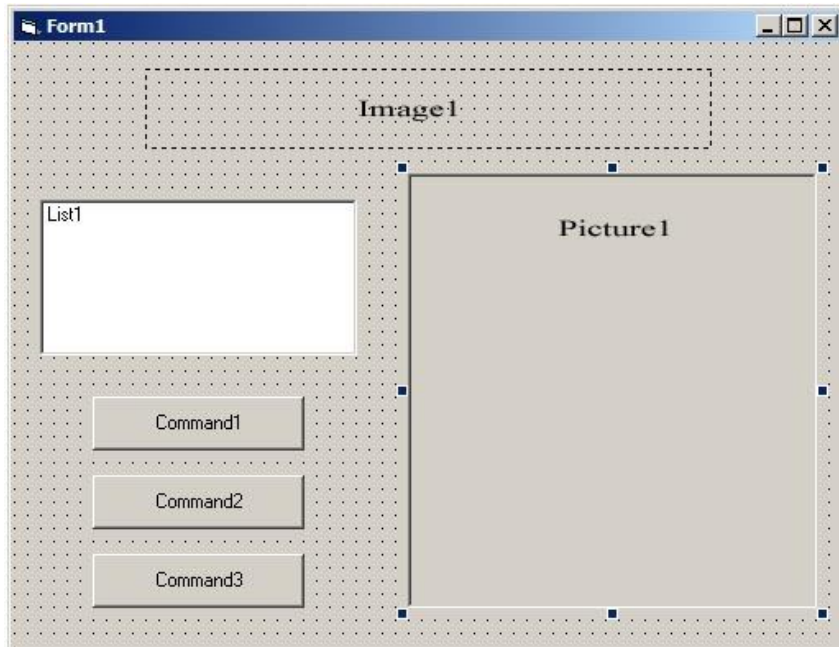 Form1
Image1
List1
Picture1
Command1
Command2
Command3